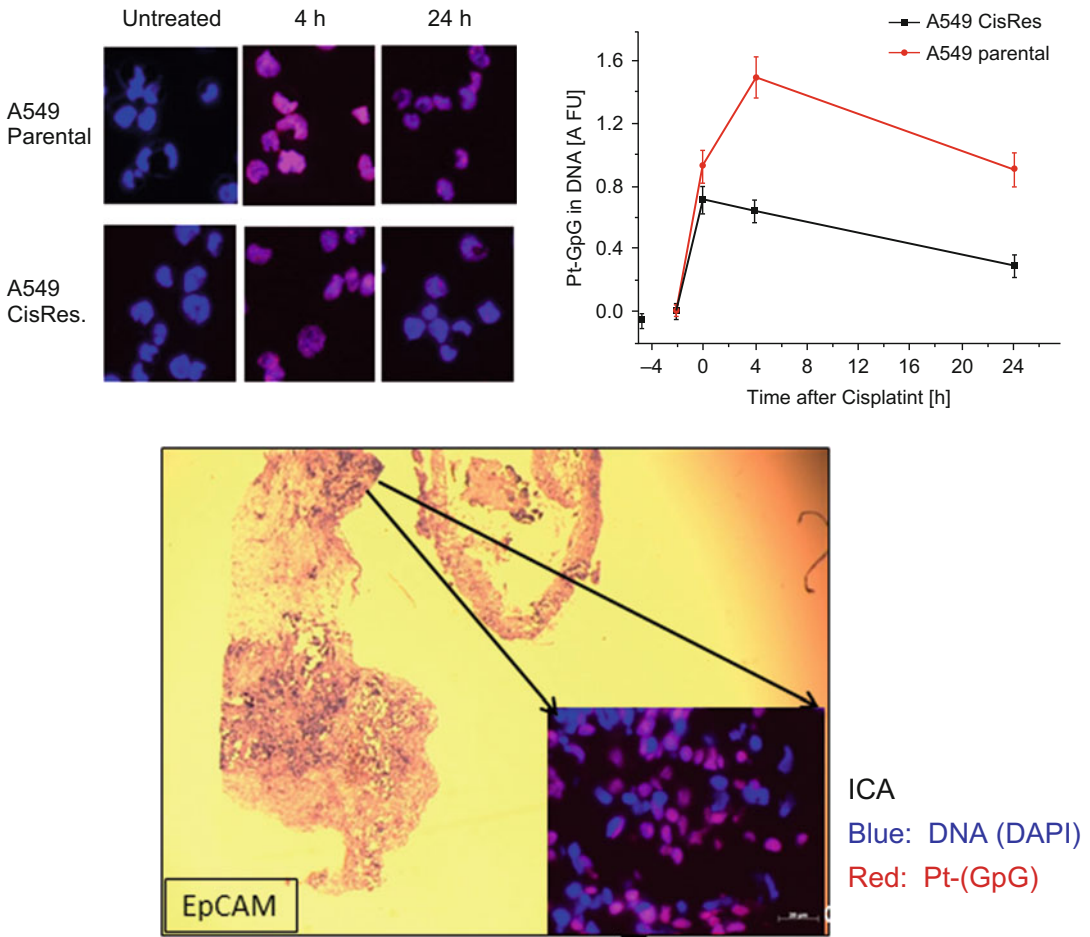 Untreated 4 h 24 h
A549
Parental
A549
CisRes.
A549 CisRes
A549 parental
Pt-GpG in DNA [A FU]
1.6
1.2
0.8
0.4
0.0
–4 0 4 8 12 16 20 24
Time after Cisplatint [h]
EpCAM
20 µm
ICA
Blue: DNA (DAPI)
Red: Pt-(GpG)